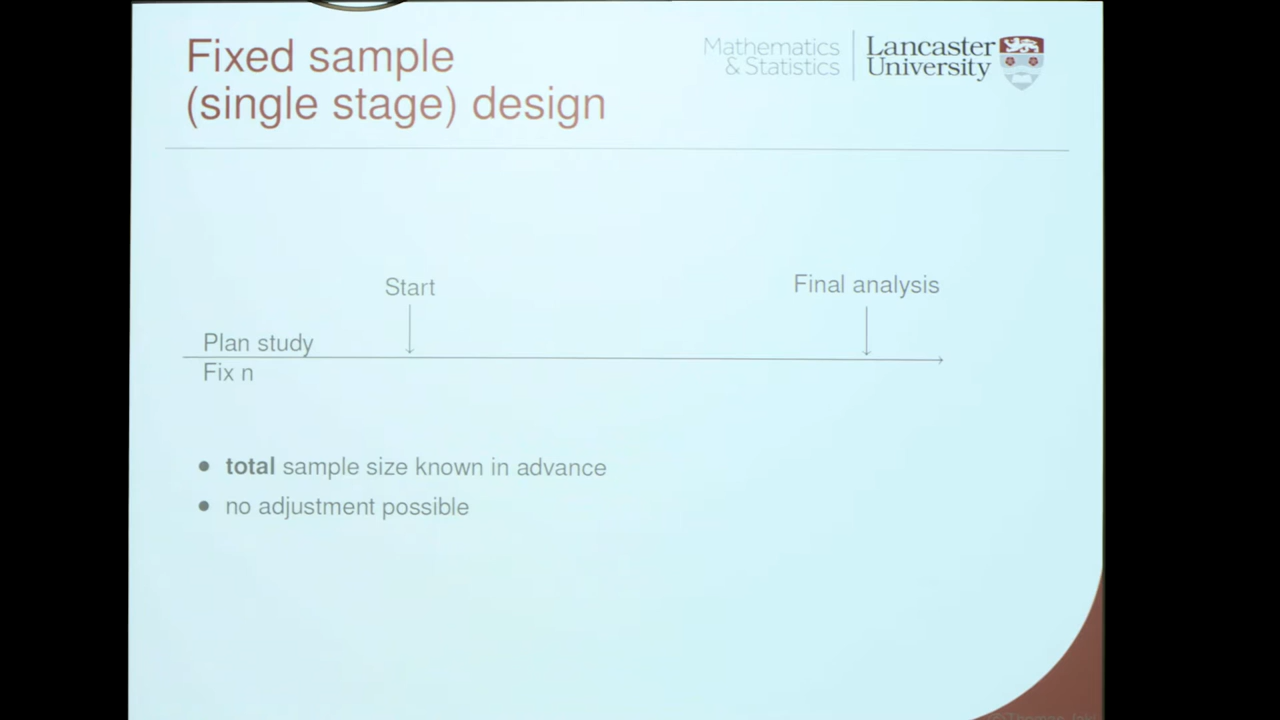 Fixed sample
(single stage) design
Mathematics
& Statistics
Lancaster
University
Start
Final analysis
Plan study
Fix n
• total sample size known in advance
• no adjustment possible